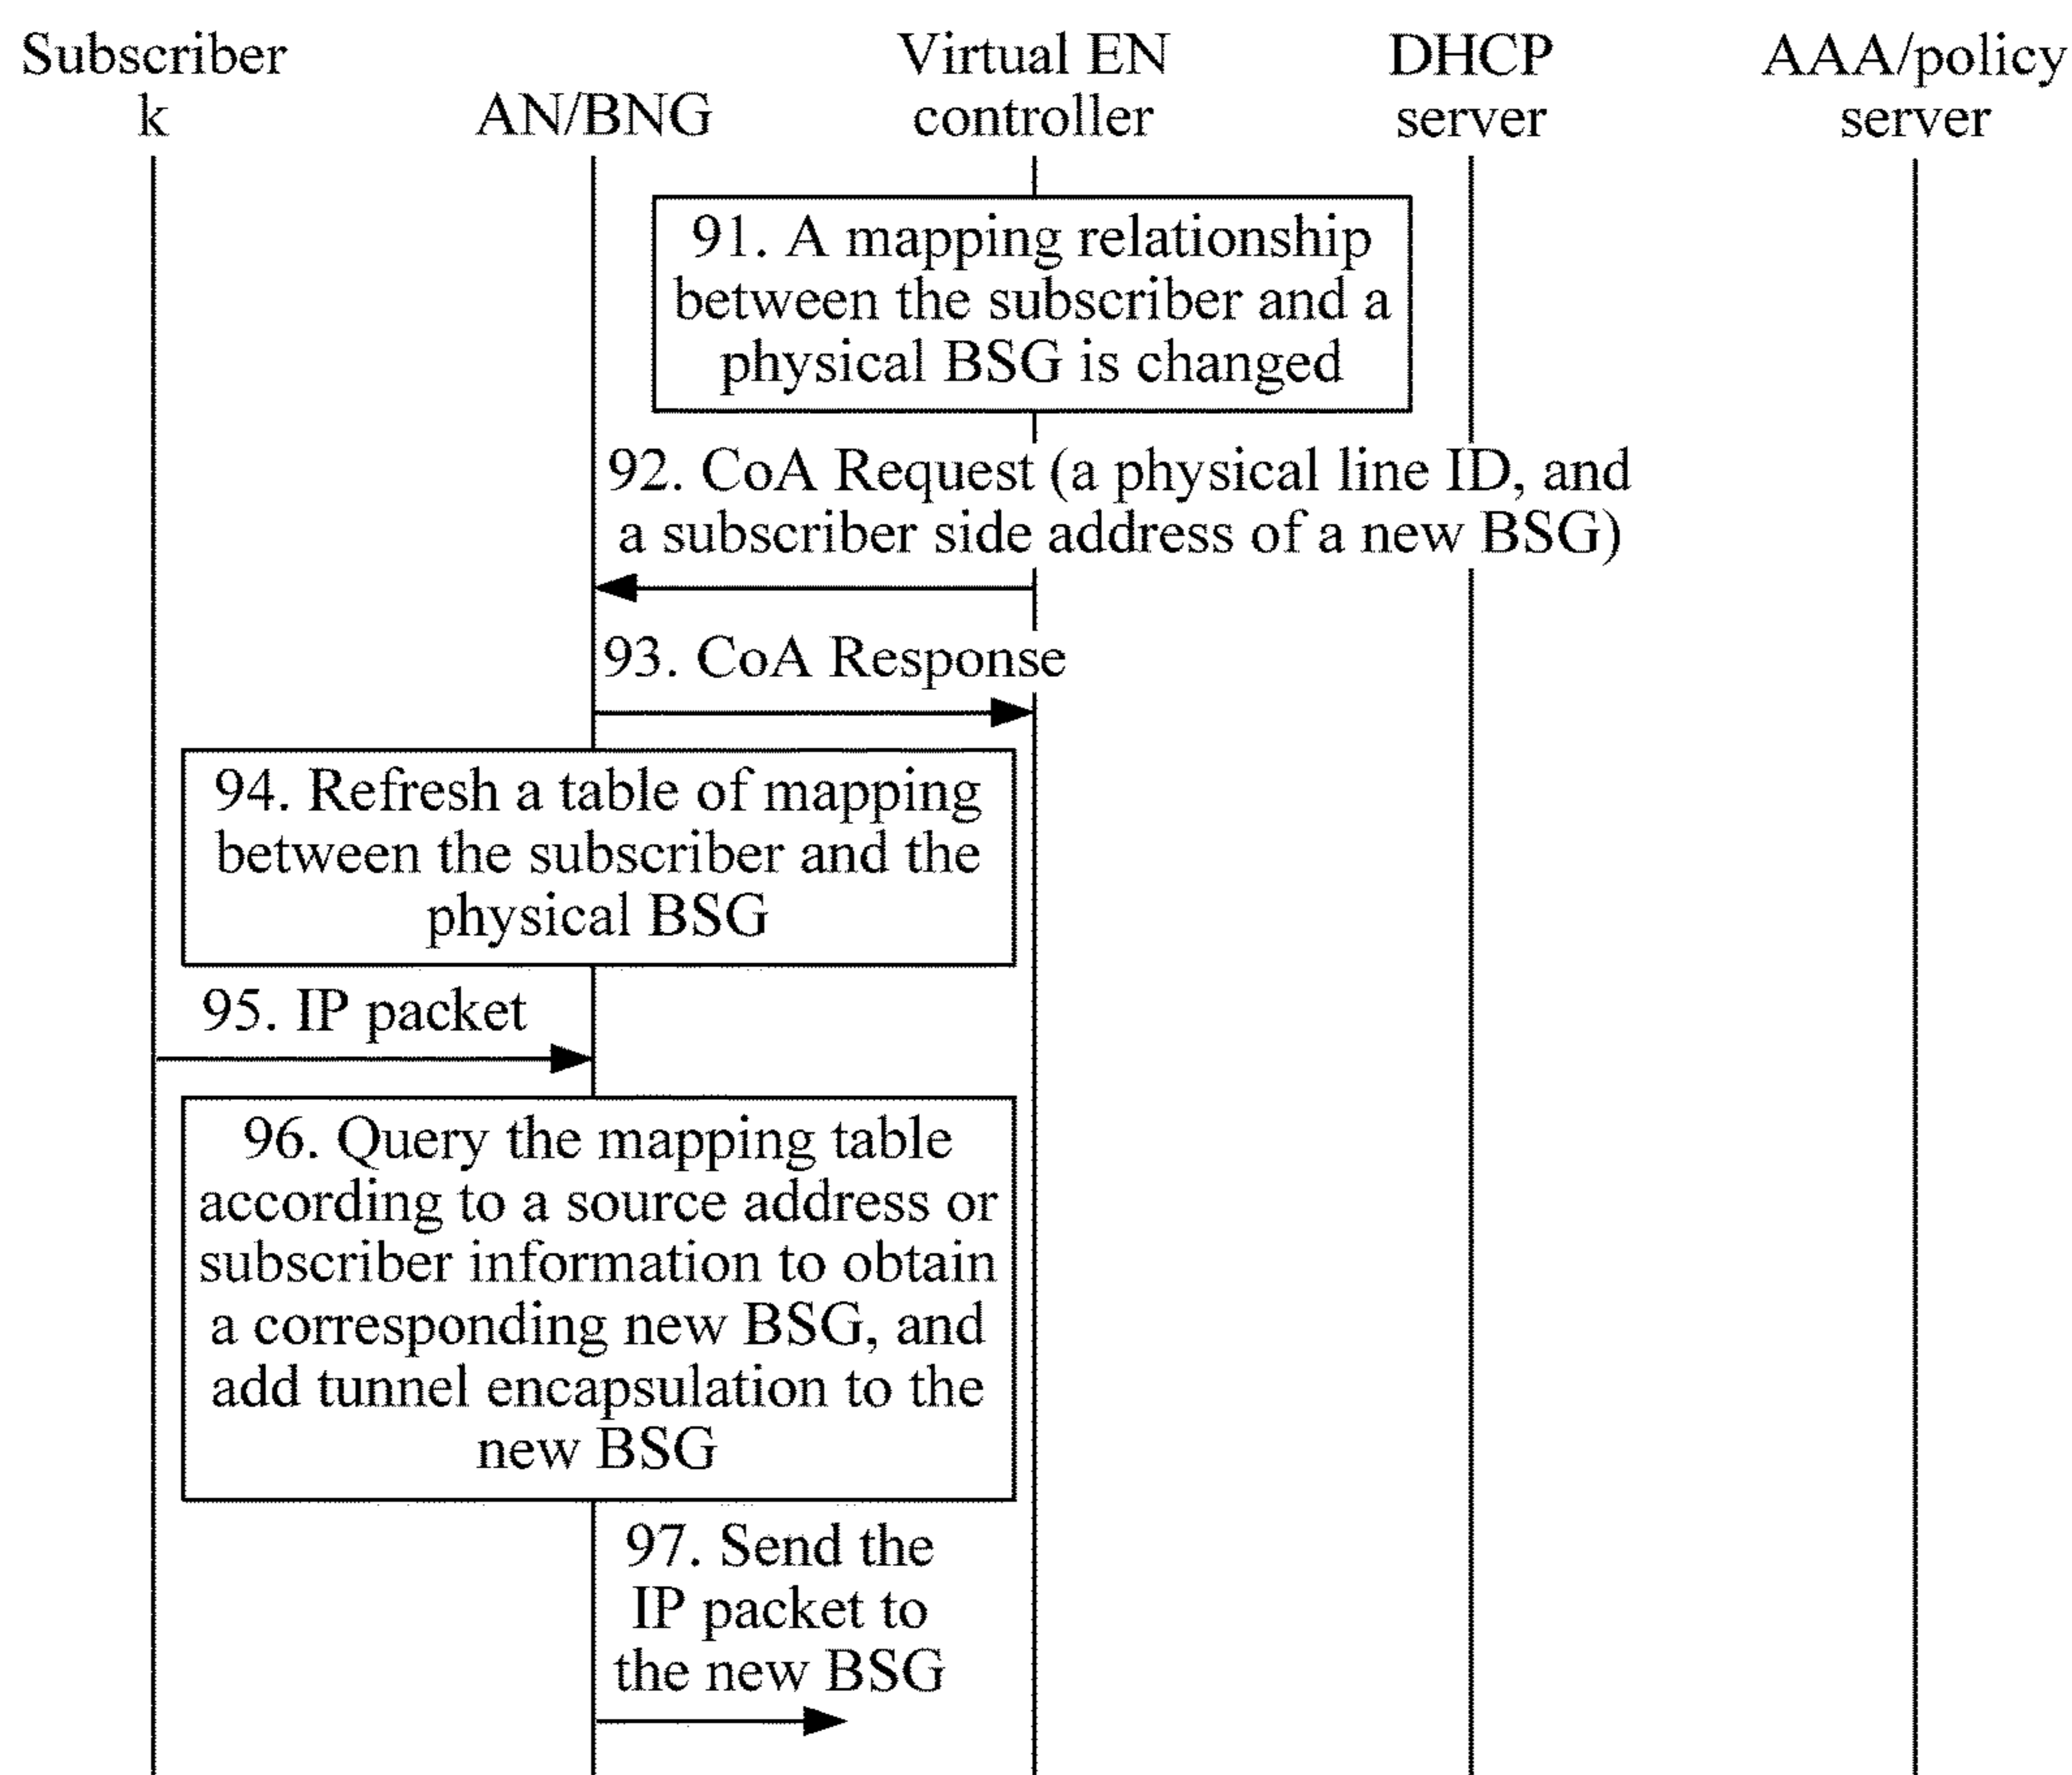 Subscriber
k
AN/BNG
Virtual EN
controller
DHCP
server
AAA/policy
server
91. A mapping relationship
between the subscriber and a
physical BSG is changed
92. CoA Request (a physical line ID, and
a subscriber side address of a new BSG)
93. CoA Response
94. Refresh a table of mapping
between the subscriber and the
physical BSG
95. IP packet
96. Query the mapping table
according to a source address or
subscriber information to obtain
a corresponding new BSG, and
add tunnel encapsulation to the
new BSG
97. Send the
IP packet to
the new BSG